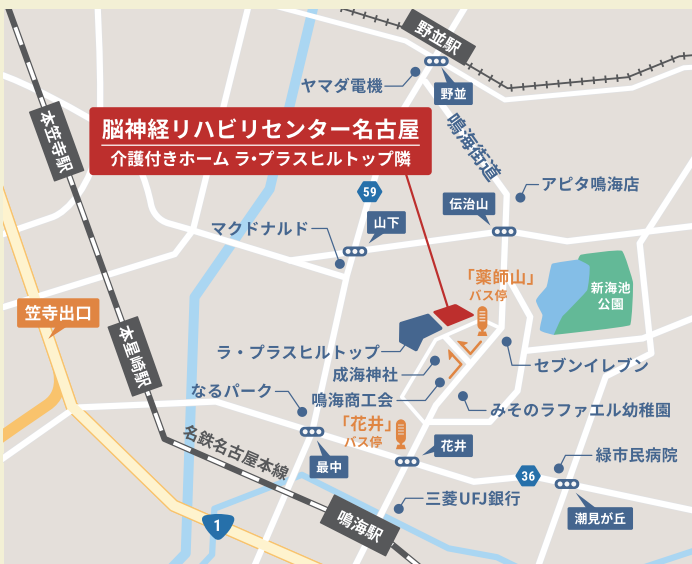 野並駅
ヤマダ電機
野並
本笠寺駅
脳神経リハビリセンター名古屋
介護付きホーム ラ・プラスヒルトップ隣
鳴海街道
59
アピタ鳴海店
伝治山
山下
マクドナルド
「薬師山」
バス停
新海池
公園
笠寺出口
本星崎駅
ラ・プラスヒルトップ
成海神社
セブンイレブン
なるパーク
鳴海商工会
みそのラファエル幼稚園
「花井」
バス停
名鉄名古屋本線
最中
花井
緑市民病院
36
三菱UFJ銀行
潮見が丘
1
鳴海駅